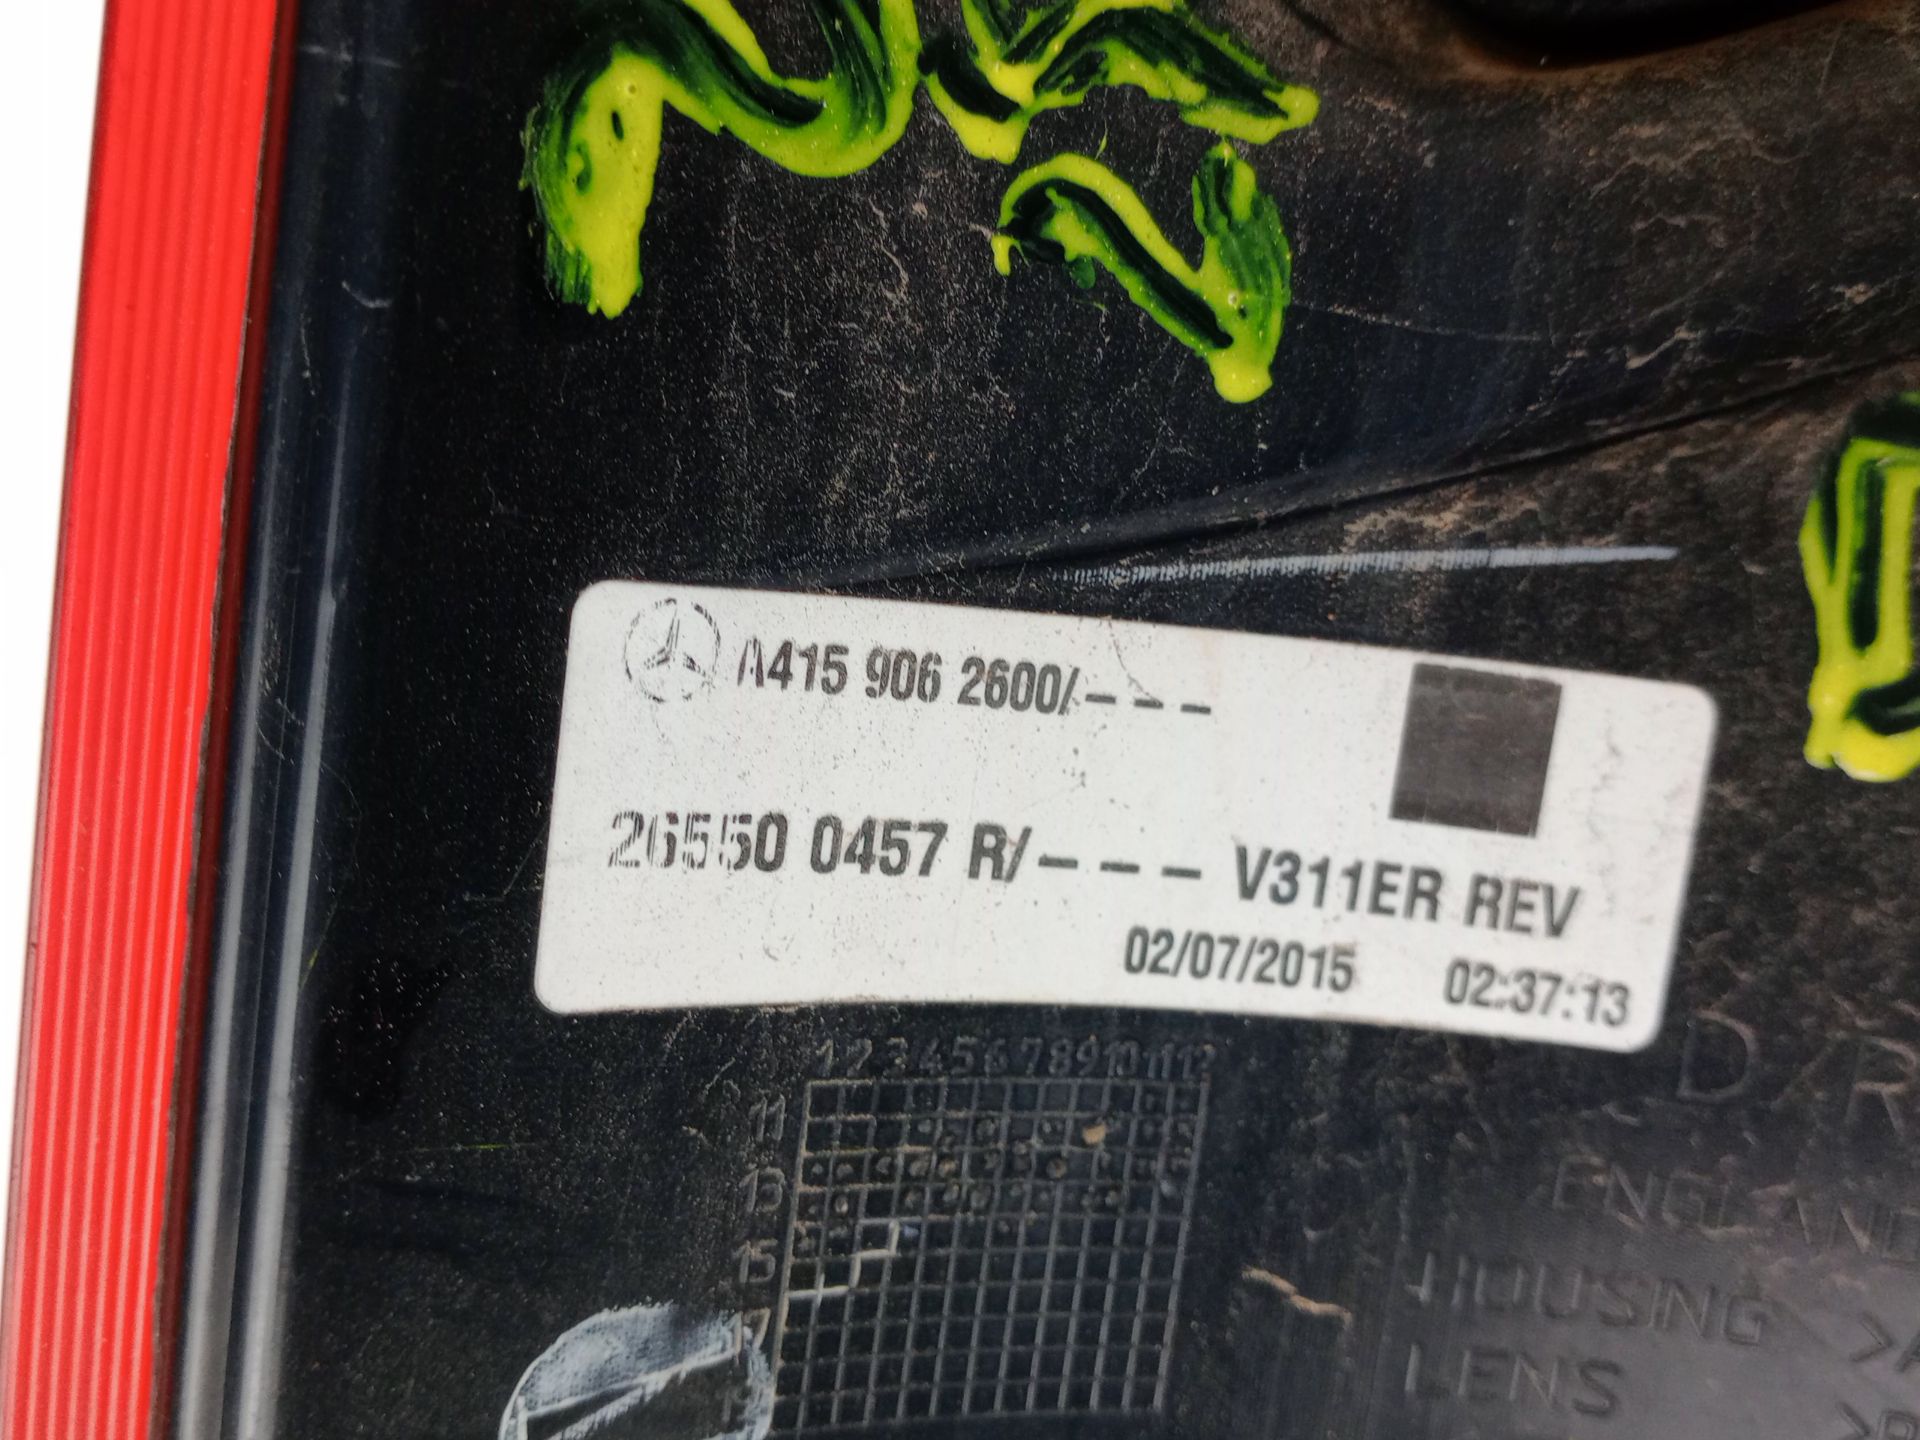 A415 906 2600/---
26550 0457 R/--- V311ER REV
02/07/2015 02:37:13
1 2 3 4 5 6 7 8 9 10 11 12
11
13
15
17
D/R
ENGLAND
HOUSING
LENS